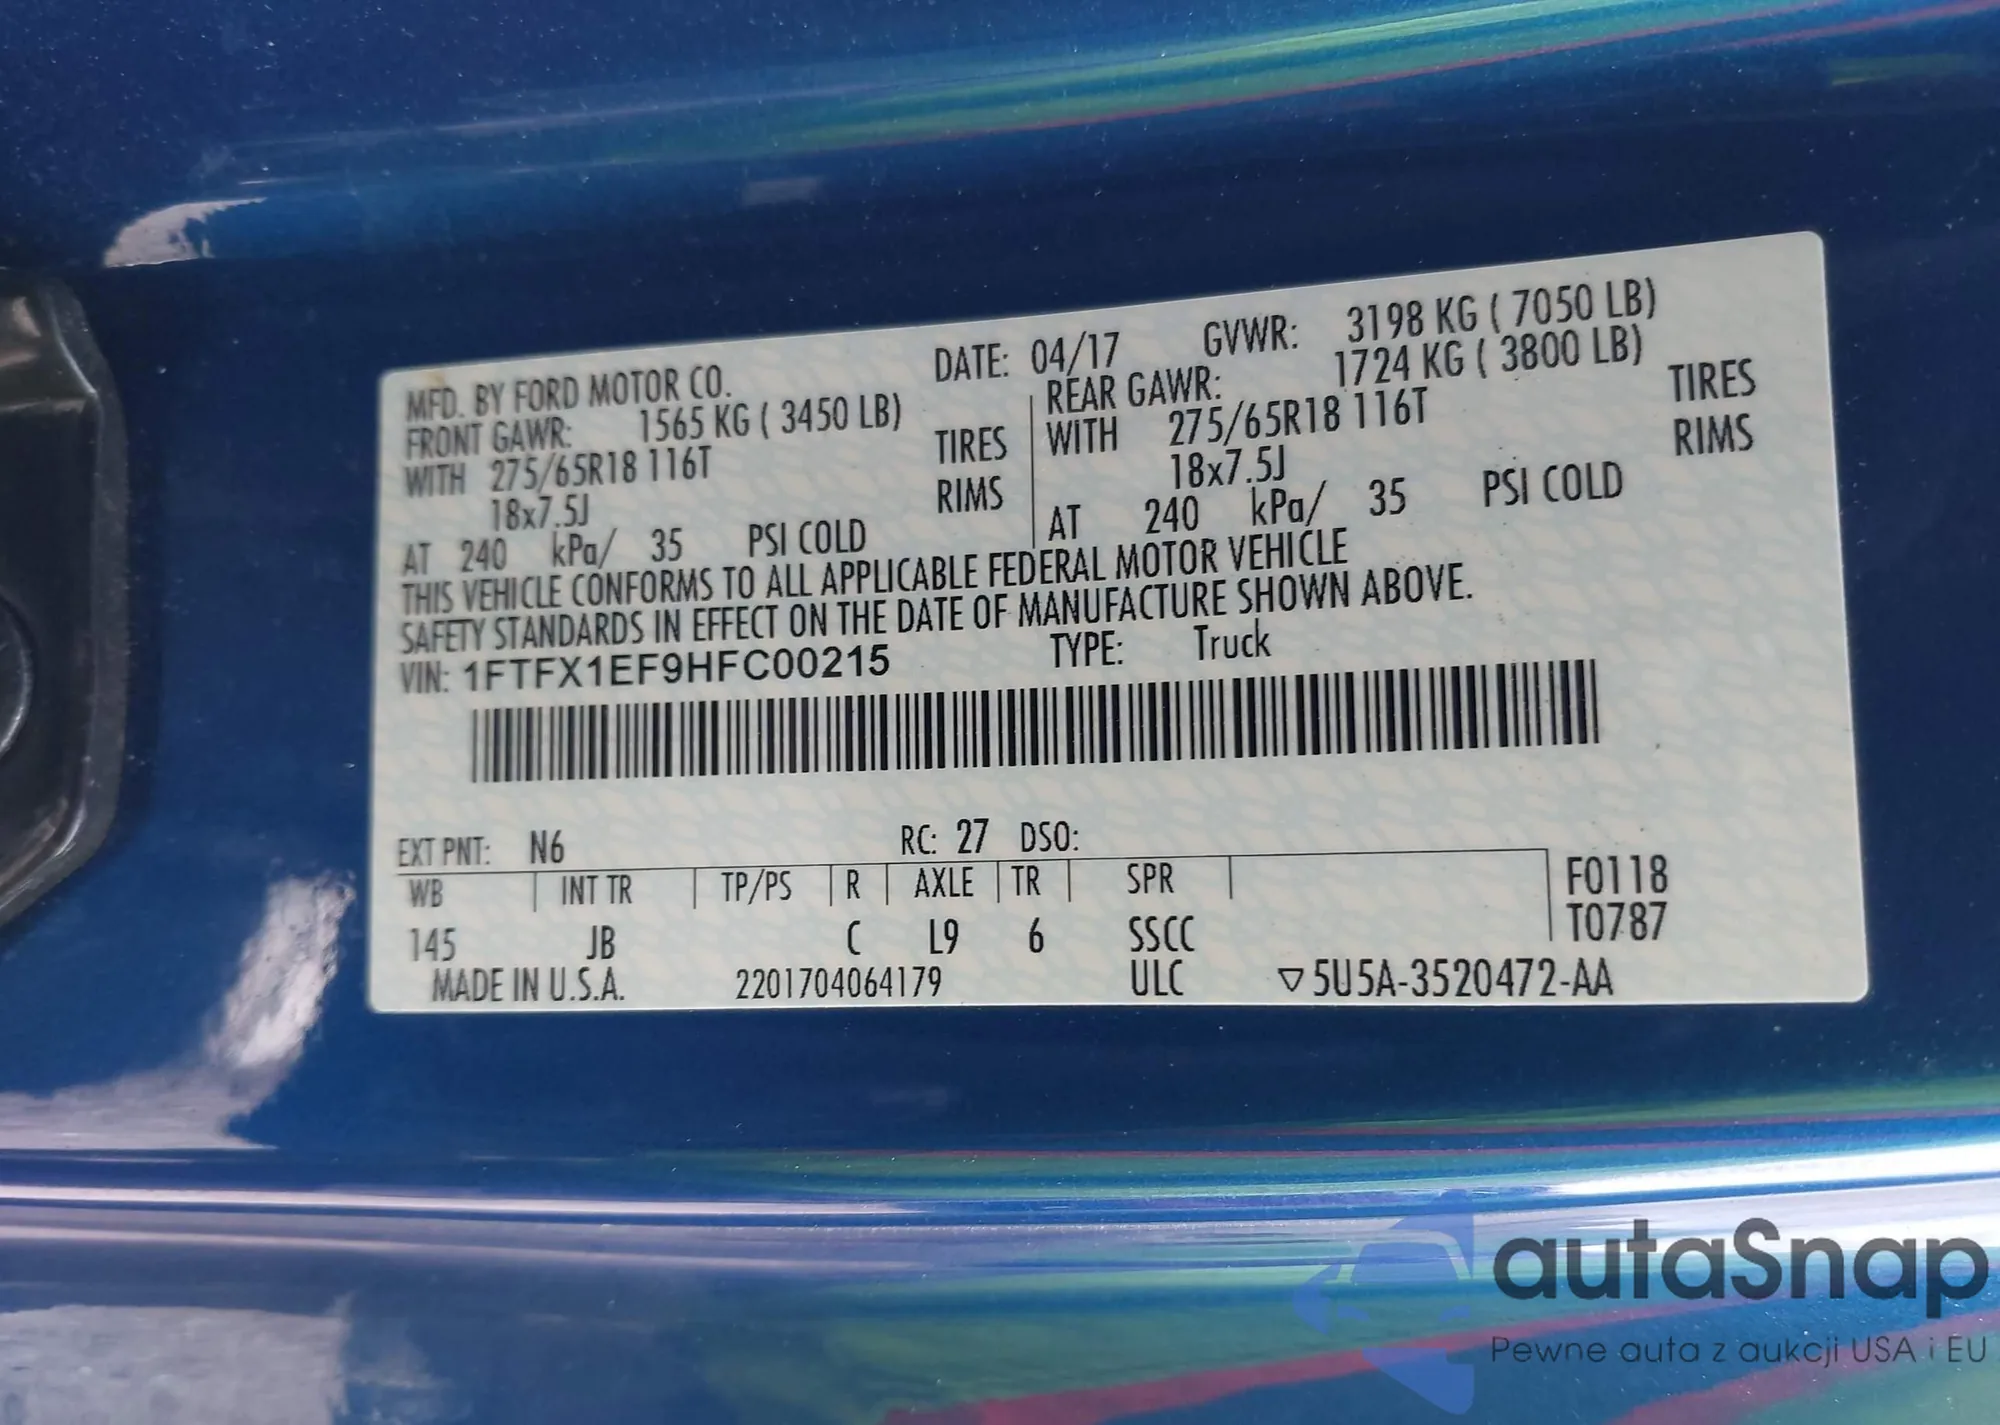 MFD. BY FORD MOTOR CO. DATE: 04/17 GVWR: 3198 KG ( 7050 LB)
FRONT GAWR: 1565 KG ( 3450 LB) REAR GAWR: 1724 KG ( 3800 LB)
WITH 275/65R18 116T TIRES WITH 275/65R18 116T TIRES
18x7.5J RIMS 18x7.5J RIMS
AT 240 kPa/ 35 PSI COLD AT 240 kPa/ 35 PSI COLD
THIS VEHICLE CONFORMS TO ALL APPLICABLE FEDERAL MOTOR VEHICLE
SAFETY STANDARDS IN EFFECT ON THE DATE OF MANUFACTURE SHOWN ABOVE.
VIN: 1FTFX1EF9HFC00215 TYPE: Truck
EXT PNT: N6 RC: 27 DSO:
WB INT TR TP/PS R AXLE TR SPR F0118
145 JB C L9 6 SSCC T0787
MADE IN U.S.A. 2201704064179 ULC ▽5U5A-3520472-AA
autaSnap
Pewne auta z aukcji USA i EU